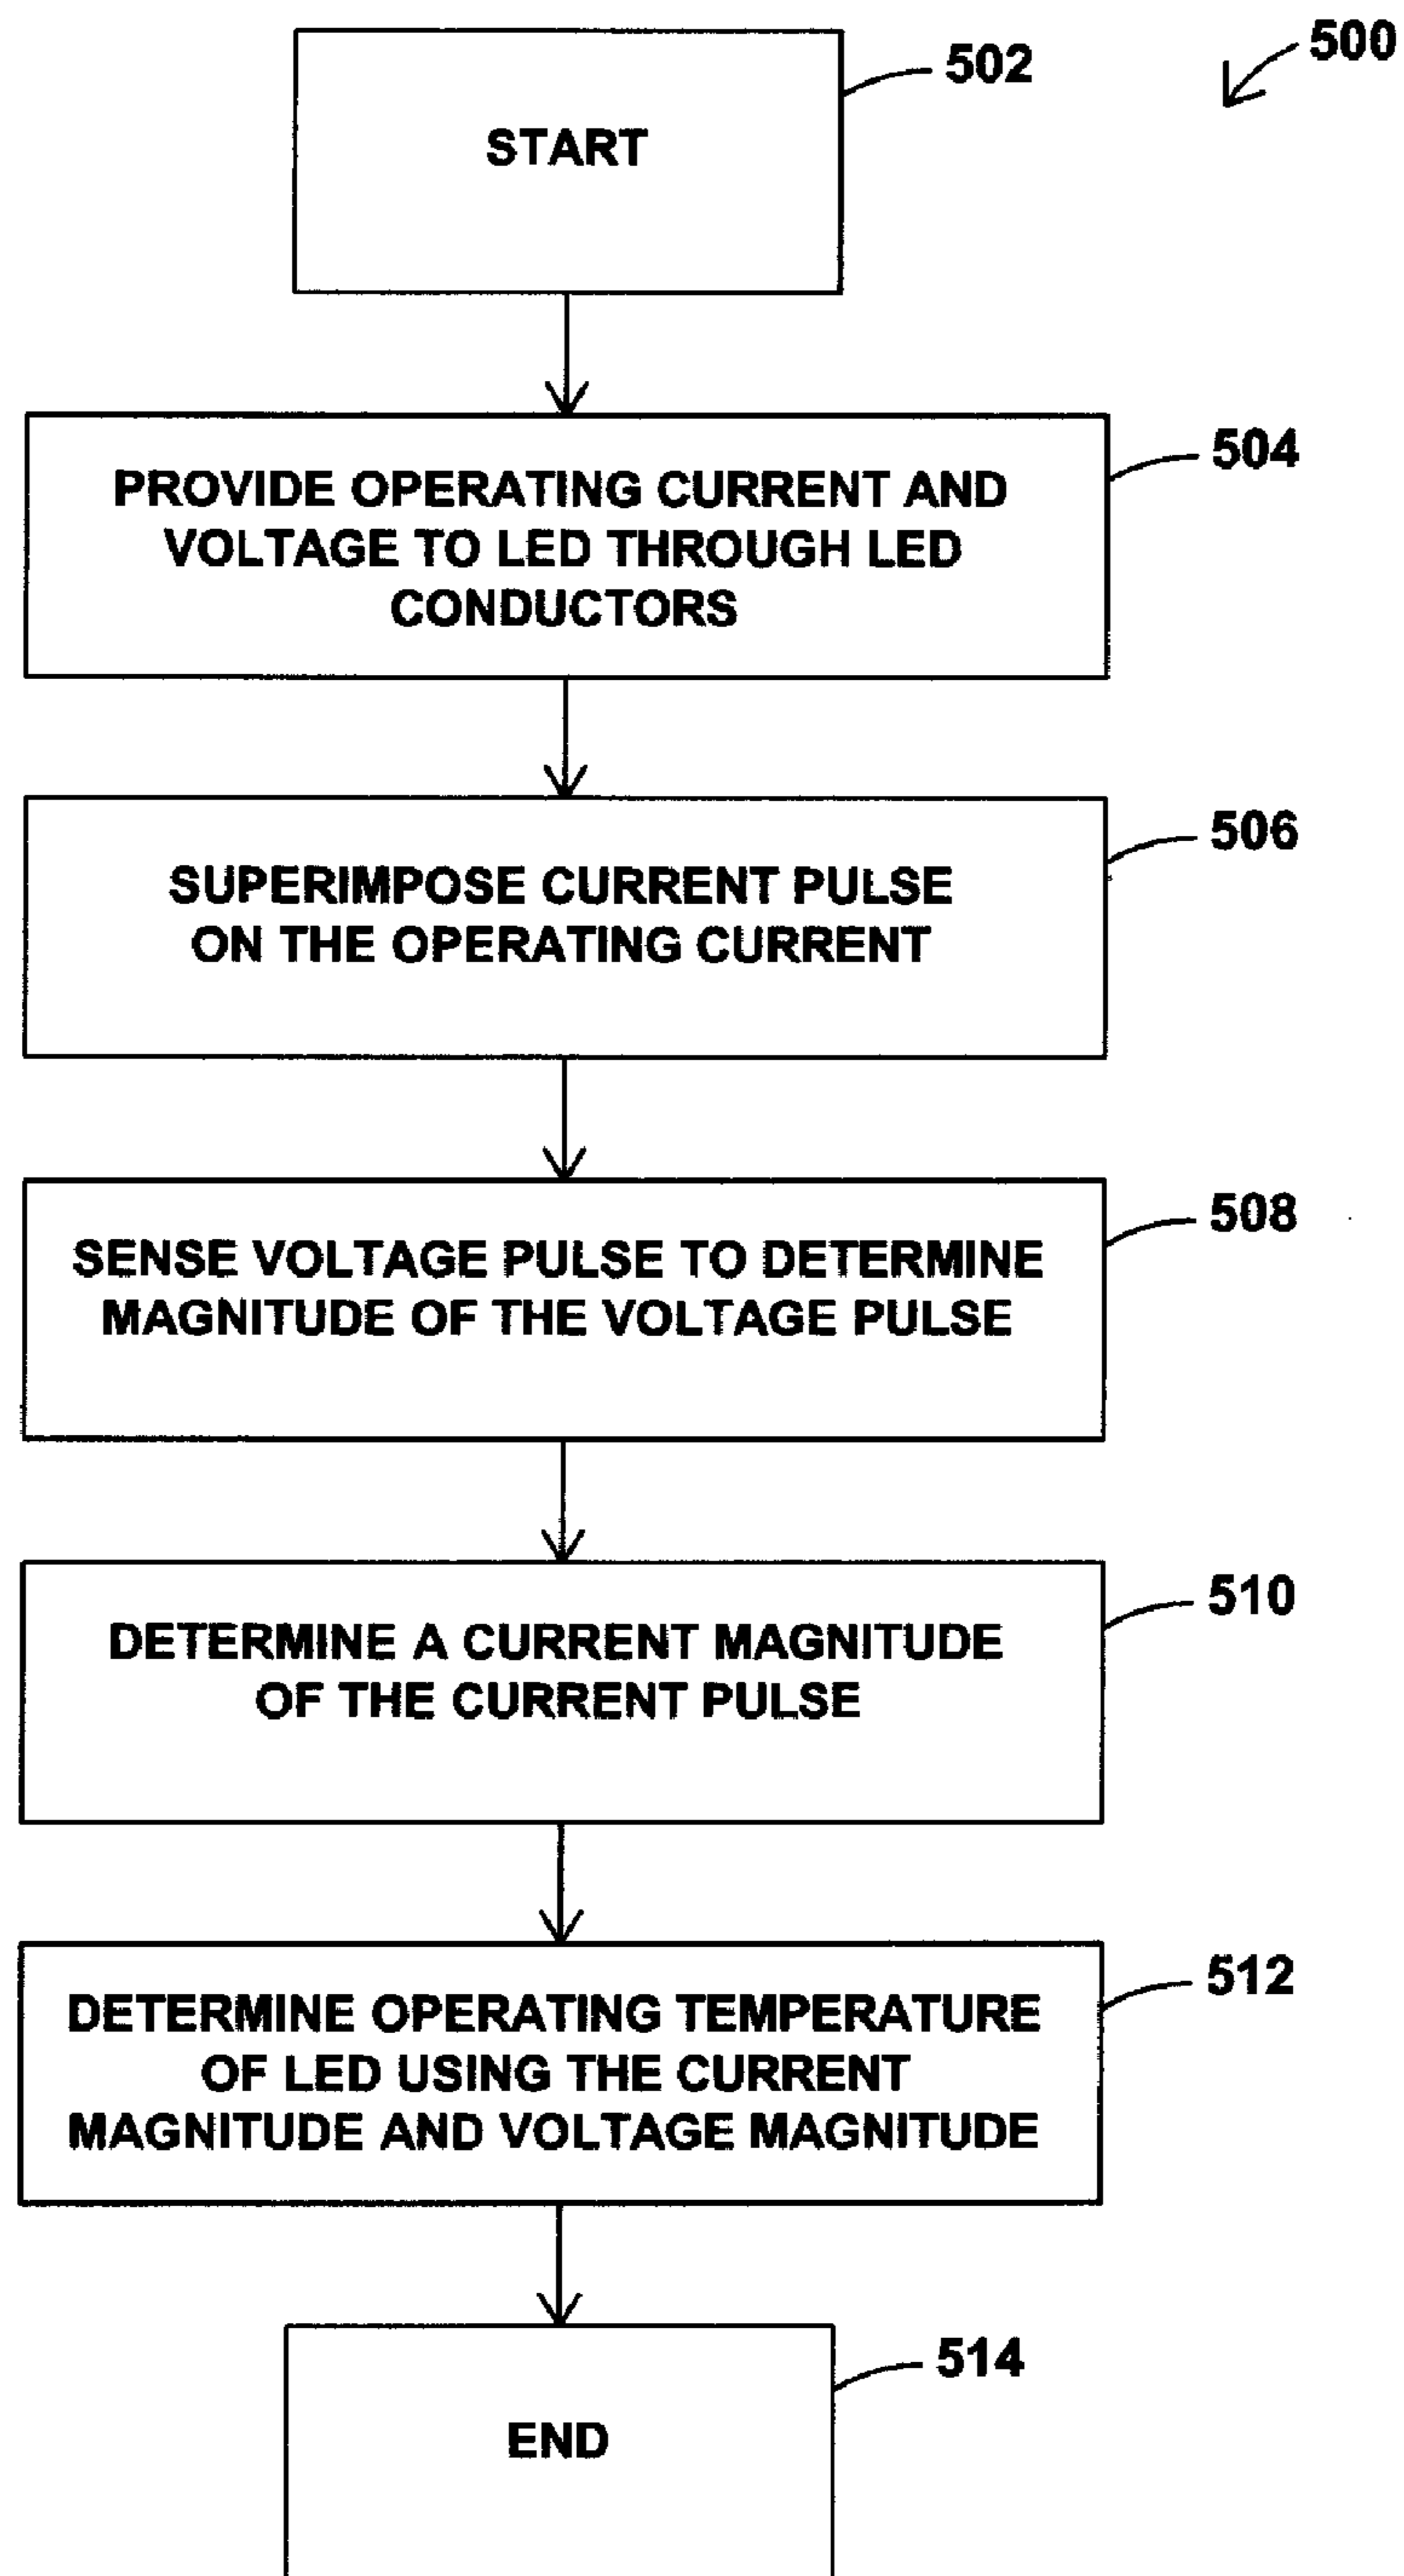 500
502
START
504
PROVIDE OPERATING CURRENT AND
VOLTAGE TO LED THROUGH LED
CONDUCTORS
506
SUPERIMPOSE CURRENT PULSE
ON THE OPERATING CURRENT
508
SENSE VOLTAGE PULSE TO DETERMINE
MAGNITUDE OF THE VOLTAGE PULSE
510
DETERMINE A CURRENT MAGNITUDE
OF THE CURRENT PULSE
512
DETERMINE OPERATING TEMPERATURE
OF LED USING THE CURRENT
MAGNITUDE AND VOLTAGE MAGNITUDE
514
END